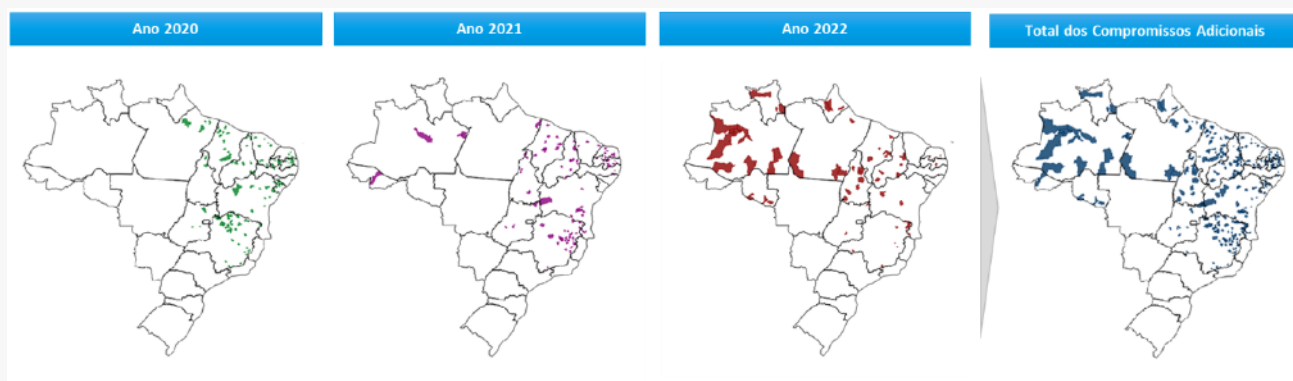 Ano 2020
Ano 2021
Ano 2022
Total dos Compromissos Adicionais